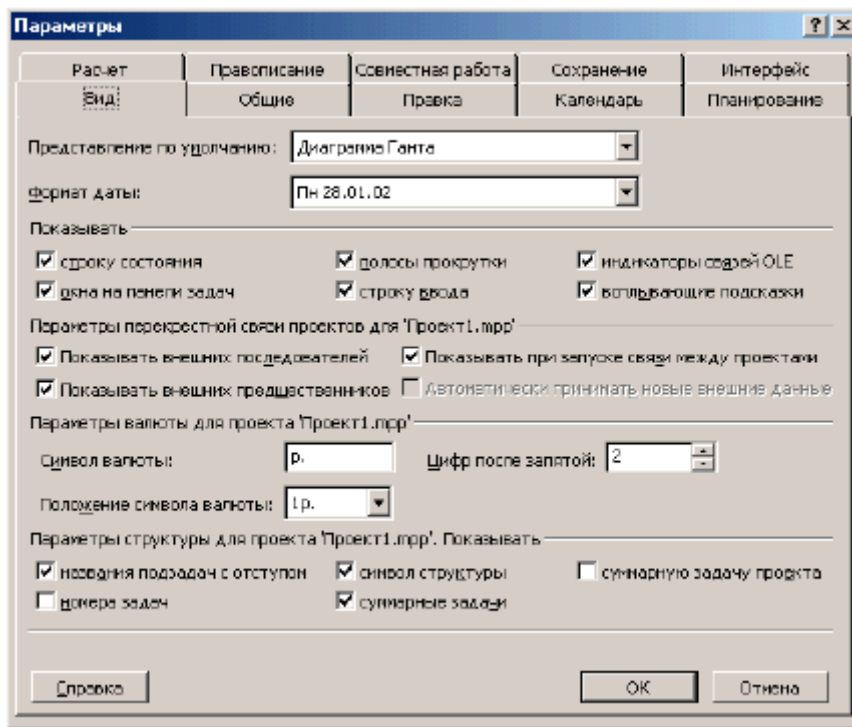 Параметры
Расчет Правописание Совместная работа Сохранение Интерфейс
Вид Общие Правка Календарь Планирование
Представление по умолчанию: Диаграмма Ганта
Формат даты: Пн 28.01.02
Показывать
строку состояния полосы прокрутки индикаторы связей OLE
окна на панели задач строку ввода всплывающие подсказки
Параметры перекрестной связи проектов для 'Проект1.mpp'
Показывать внешних последователей Показывать при запуске связи между проектами
Показывать внешних предшественников Автоматически принимать новые внешние данные
Параметры валюты для проекта 'Проект1.mpp'
Символ валюты: р. Цифр после запятой: 2
Положение символа валюты: 1р.
Параметры структуры для проекта 'Проект1.mpp'. Показывать
названия подзадач с отступом символ структуры суммарную задачу проекта
номера задач суммарные задачи
Справка OK Отмена